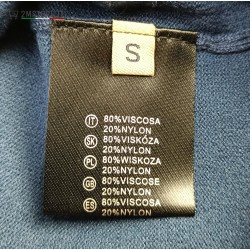 S
IT 80%VISCOSA
20%NYLON
SK 80%VISKÓZA
20%NYLON
PL 80%WISKOZA
20%NYLON
GB 80%VISCOSE
20%NYLON
ES 80%VISCOSA
20%NYLON